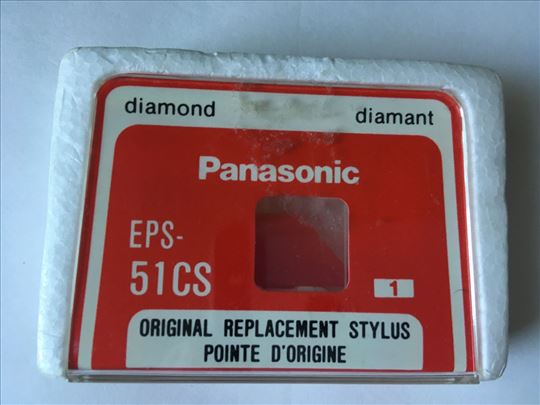 diamond diamant
Panasonic
EPS-
51CS
1
ORIGINAL REPLACEMENT STYLUS
POINTE D'ORIGINE